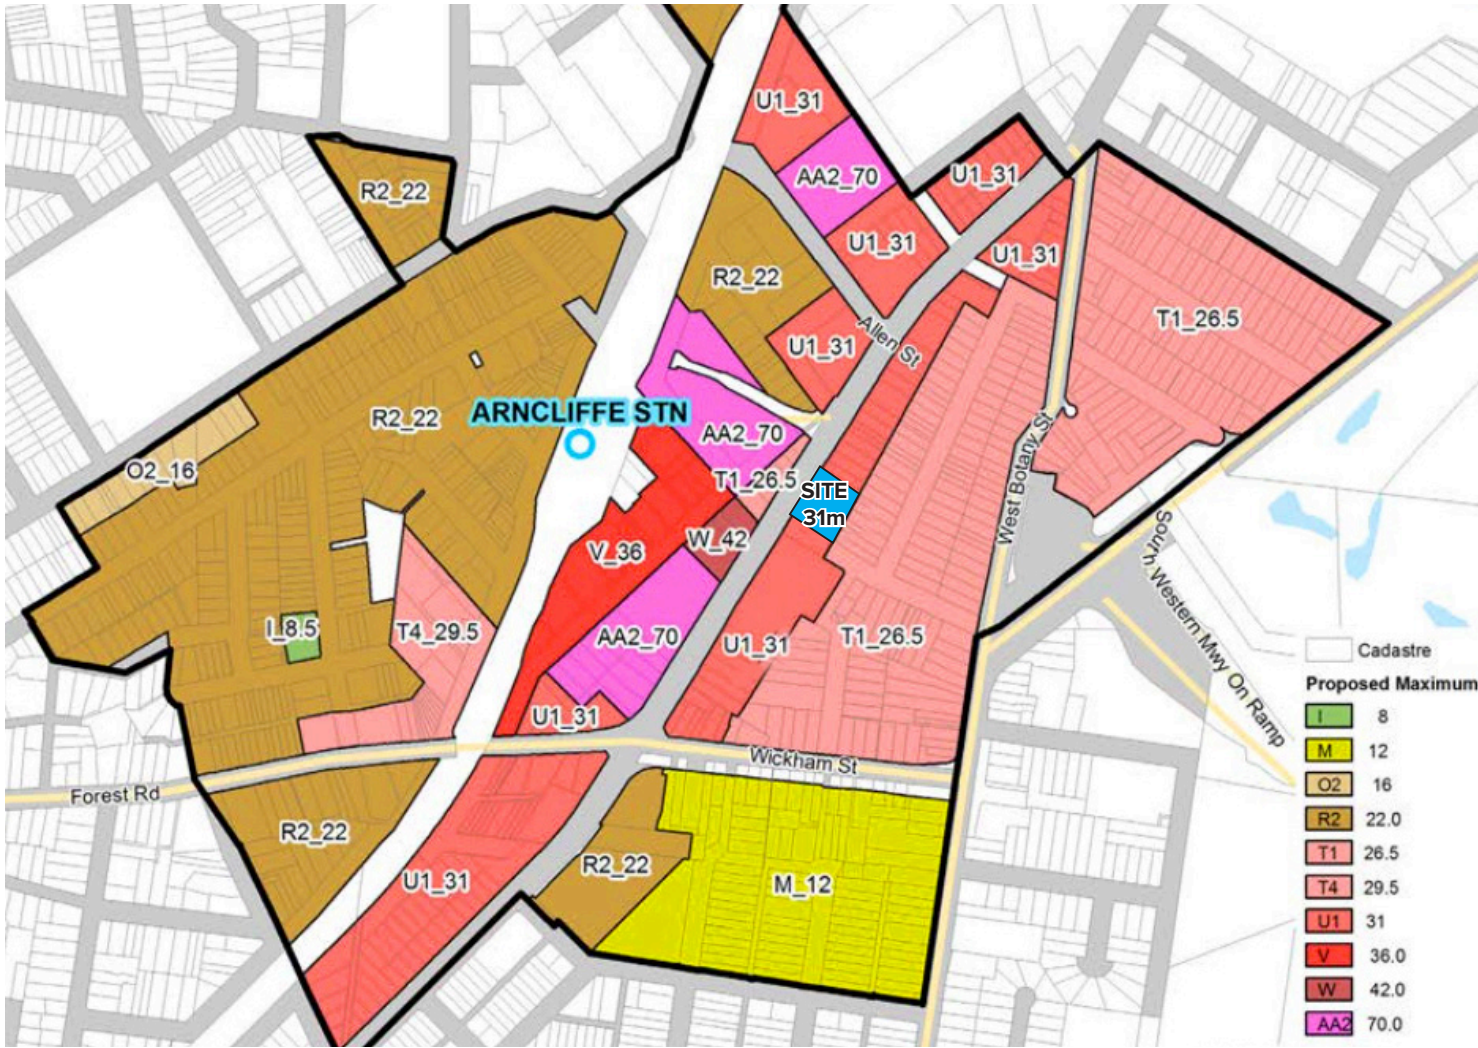 U1_31
AA2_70
U1_31
R2_22
U1_31
U1_31
R2_22
T1_26.5
Allen St
U1_31
ARNCLIFFE STN
R2_22
AA2_70
O2_16
T1_26.5
SITE
31m
West Botany St
W_42
V_36
South Western Mwy On Ramp
I_8.5
T4_29.5
AA2_70
U1_31
T1_26.5
U1_31
Wickham St
Forest Rd
R2_22
R2_22
U1_31
M_12
Cadastre
Proposed Maximum
I 8
M 12
O2 16
R2 22.0
T1 26.5
T4 29.5
U1 31
V 36.0
W 42.0
AA2 70.0